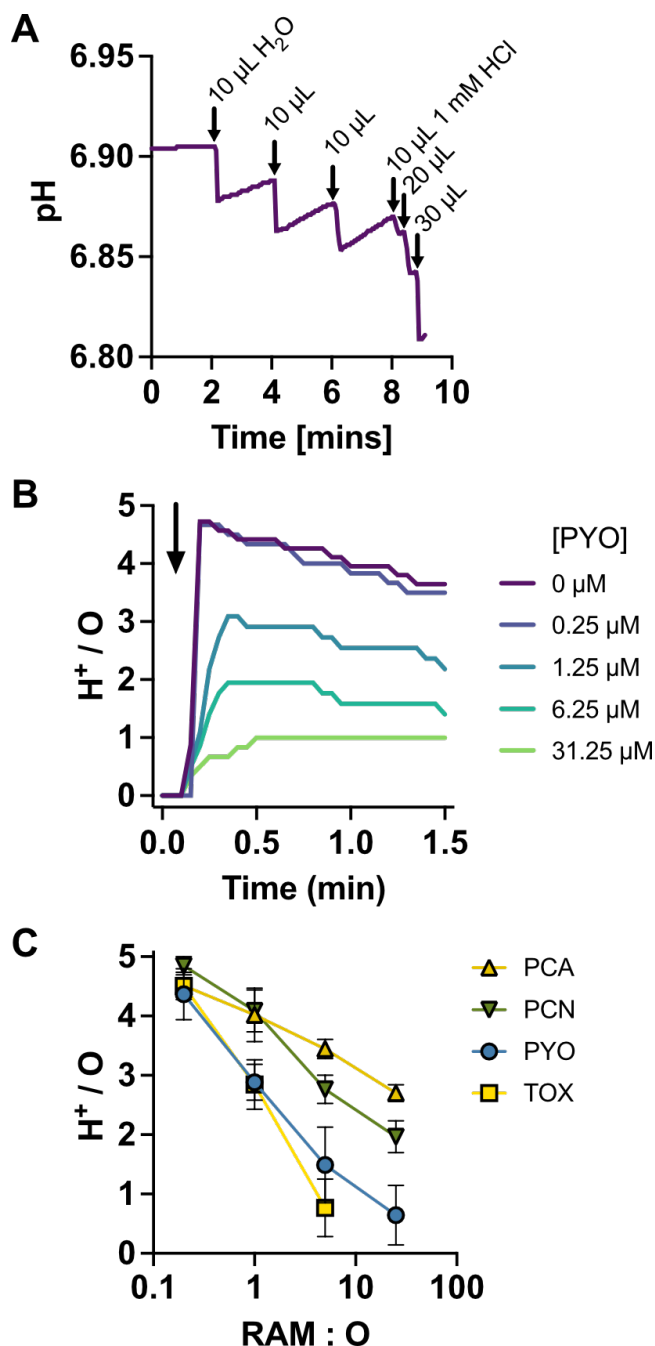 A
6.95
6.90
6.85
6.80
pH
10 µL H₂O
10 µL
10 µL
10 µL 1 mM HCl
20 µL
30 µL
0 2 4 6 8 10
Time [mins]
B
5
4
3
2
1
0
H⁺ / O
0.0 0.5 1.0 1.5
Time (min)
[PYO]
0 µM
0.25 µM
1.25 µM
6.25 µM
31.25 µM
C
5
4
3
2
1
0
H⁺ / O
0.1 1 10 100
RAM : O
PCA
PCN
PYO
TOX